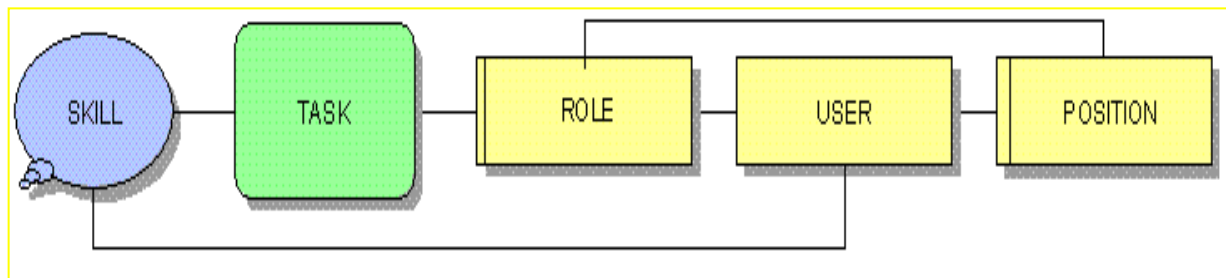 SKILL
TASK
ROLE
USER
POSITION